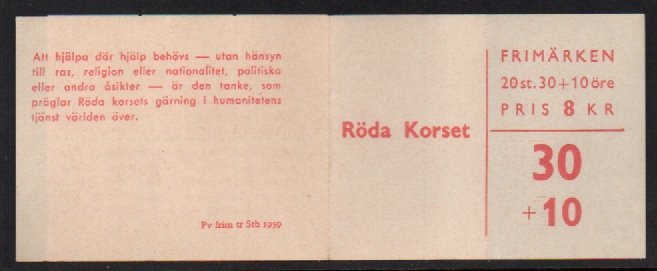 Att hjälpa där hjälp behövs — utan hänsyn
till ras, religion eller nationalitet, politiska
eller andra åsikter — är den tanke, som
präglar Röda korsets gärning i humanitetens
tjänst världen över.
Pv frim tr Stb 1959
Röda Korset
FRIMÄRKEN
20 st. 30+10 öre
PRIS 8 KR
30
+10